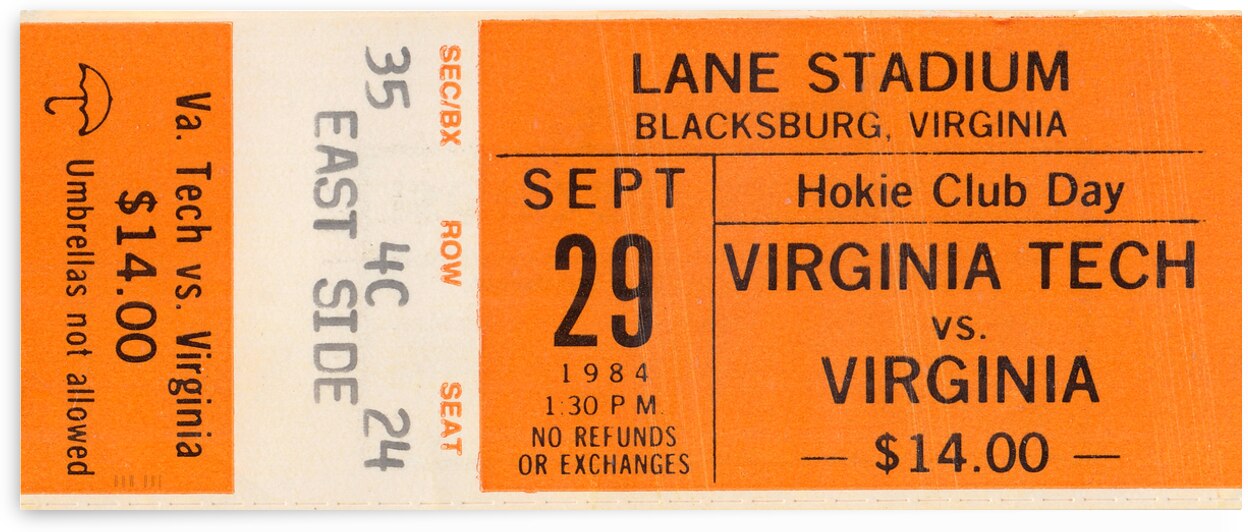 Va. Tech vs. Virginia
$14.00
Umbrellas not allowed
SEC/BX ROW SEAT
35 4C 24
EAST SIDE
LANE STADIUM
BLACKSBURG, VIRGINIA
SEPT
29
1984
1:30 PM
NO REFUNDS
OR EXCHANGES
Hokie Club Day
VIRGINIA TECH
vs.
VIRGINIA
— $14.00 —